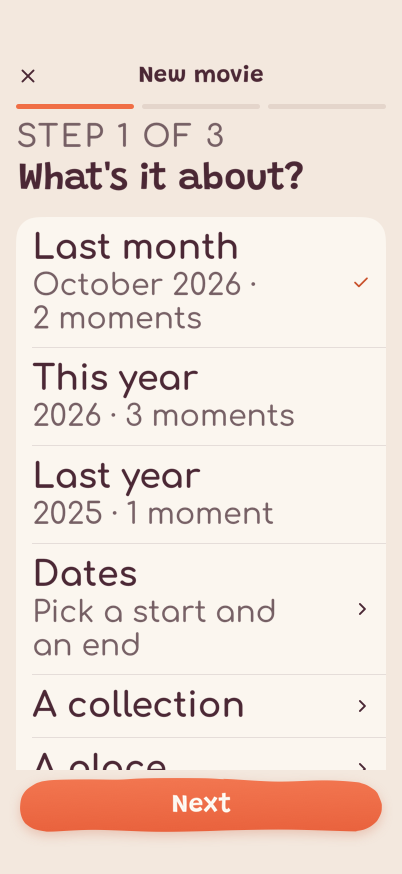 New movie
STEP 1 OF 3
What's it about?
Last month
October 2026 ·
2 moments
This year
2026 · 3 moments
Last year
2025 · 1 moment
Dates
Pick a start and
an end
A collection
A place
Next